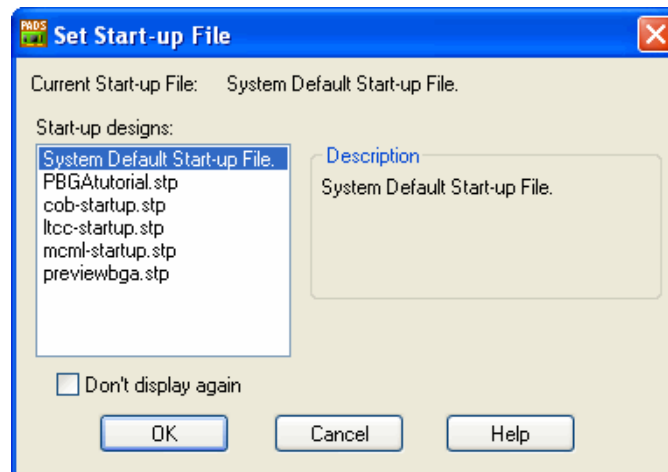 PADS
Set Start-up File
Current Start-up File: System Default Start-up File.
Start-up designs:
System Default Start-up File.
PBGAtutorial.stp
cob-startup.stp
ltcc-startup.stp
mcml-startup.stp
previewbga.stp
Description
System Default Start-up File.
Don't display again
OK Cancel Help